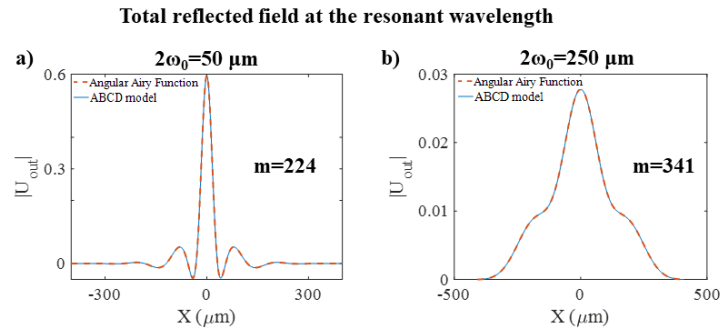 Total reflected field at the resonant wavelength
a) 2ω₀=50 µm
0.6
Angular Airy Function
ABCD model
m=224
0.3
0
|U_out|
-300 0 300
X (µm)
b) 2ω₀=250 µm
0.03
Angular Airy Function
ABCD model
0.02
m=341
0.01
0
|U_out|
-500 0 500
X (µm)